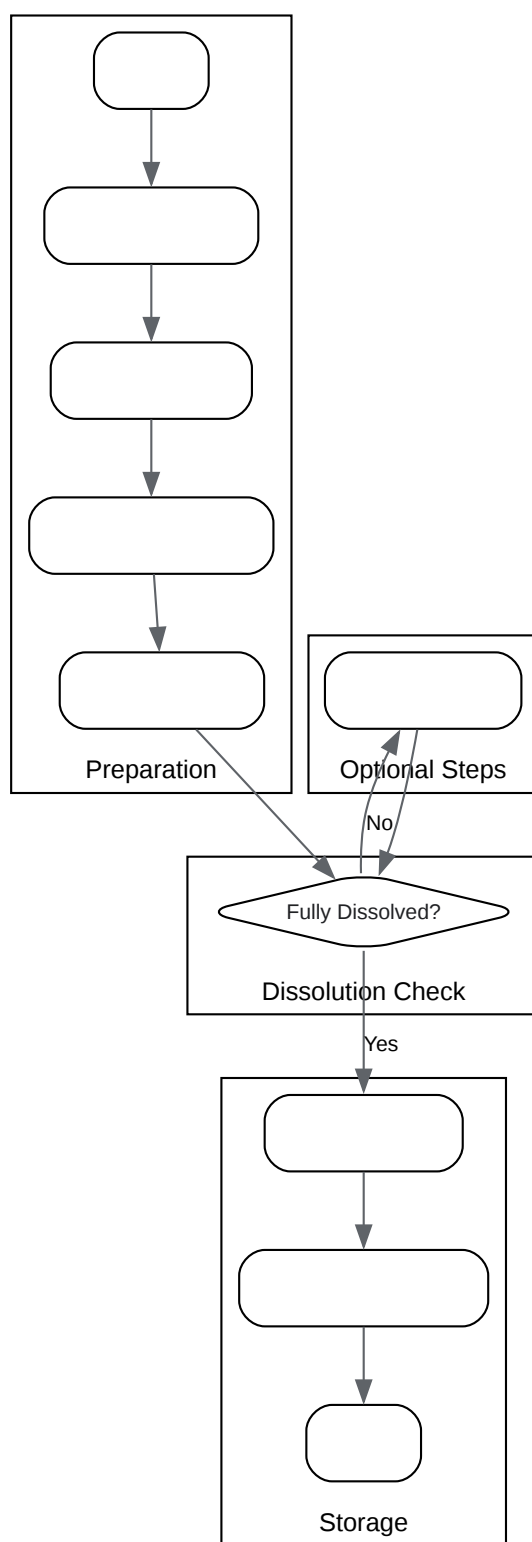 Preparation
Optional Steps
No
Fully Dissolved?
Dissolution Check
Yes
Storage